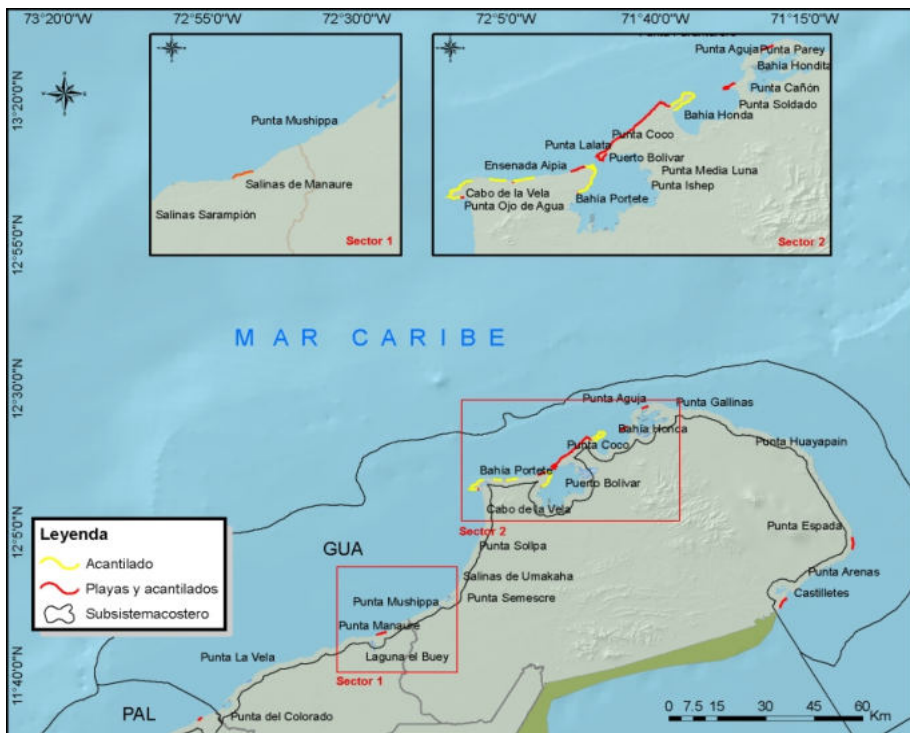 73°20'0"W
72°55'0"W
72°30'0"W
72°50'0"W
71°40'0"W
71°15'0"W
13°20'0"N
12°55'0"N
12°30'0"N
12°5'0"N
11°40'0"N
Punta Mushippa
Salinas de Manaure
Salinas Sarampión
Sector 1
Punta Aguja
Punta Parey
Bahía Hondita
Punta Cañón
Punta Soldado
Bahía Honda
Punta Coco
Punta Lalata
Puerto Bolívar
Ensenada Aipia
Punta Media Luna
Punta Ishep
Cabo de la Vela
Bahía Portete
Punta Ojo de Agua
Sector 2
MAR CARIBE
Punta Aguja
Punta Gallinas
Bahía Honda
Punta Huayapain
Punta Coco
Bahía Portete
Puerto Bolívar
Cabo de la Vela
Sector 2
Punta Espada
GUA
Punta Sollpa
Punta Arenas
Salinas de Umakaha
Castilletes
Punta Semescre
Punta Mushippa
Punta Manaure
Laguna el Buey
Punta La Vela
Sector 1
PAL
Punta del Colorado
Leyenda
Acantilado
Playas y acantilados
Subsistemacostero
0 7.5 15 30 45 60
Km